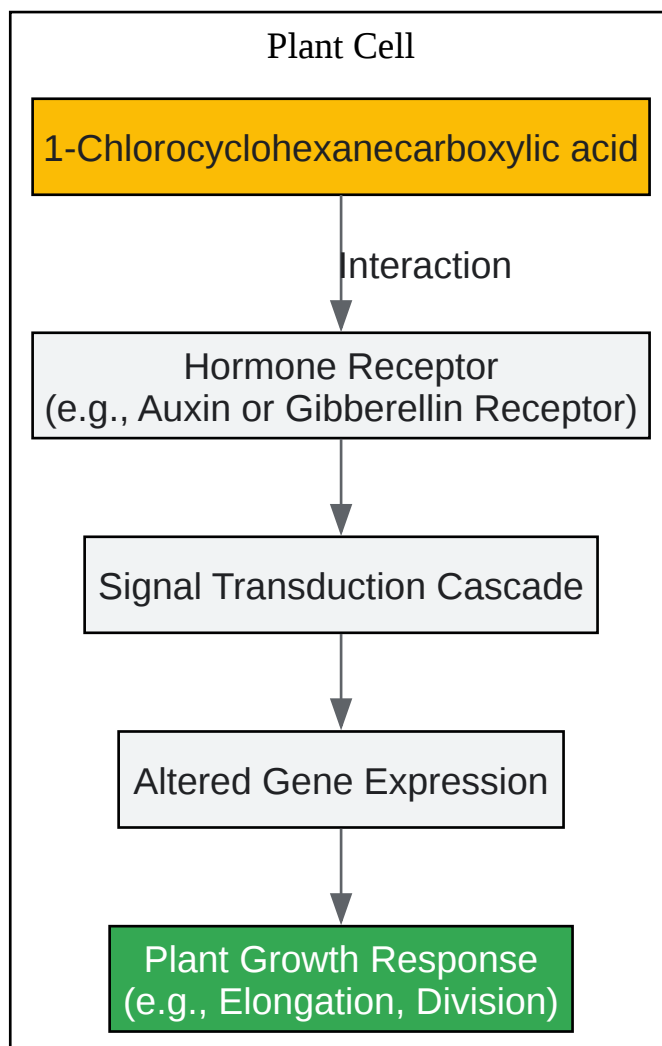 Plant Cell
1-Chlorocyclohexanecarboxylic acid
Interaction
Hormone Receptor
(e.g., Auxin or Gibberellin Receptor)
Signal Transduction Cascade
Altered Gene Expression
Plant Growth Response
(e.g., Elongation, Division)